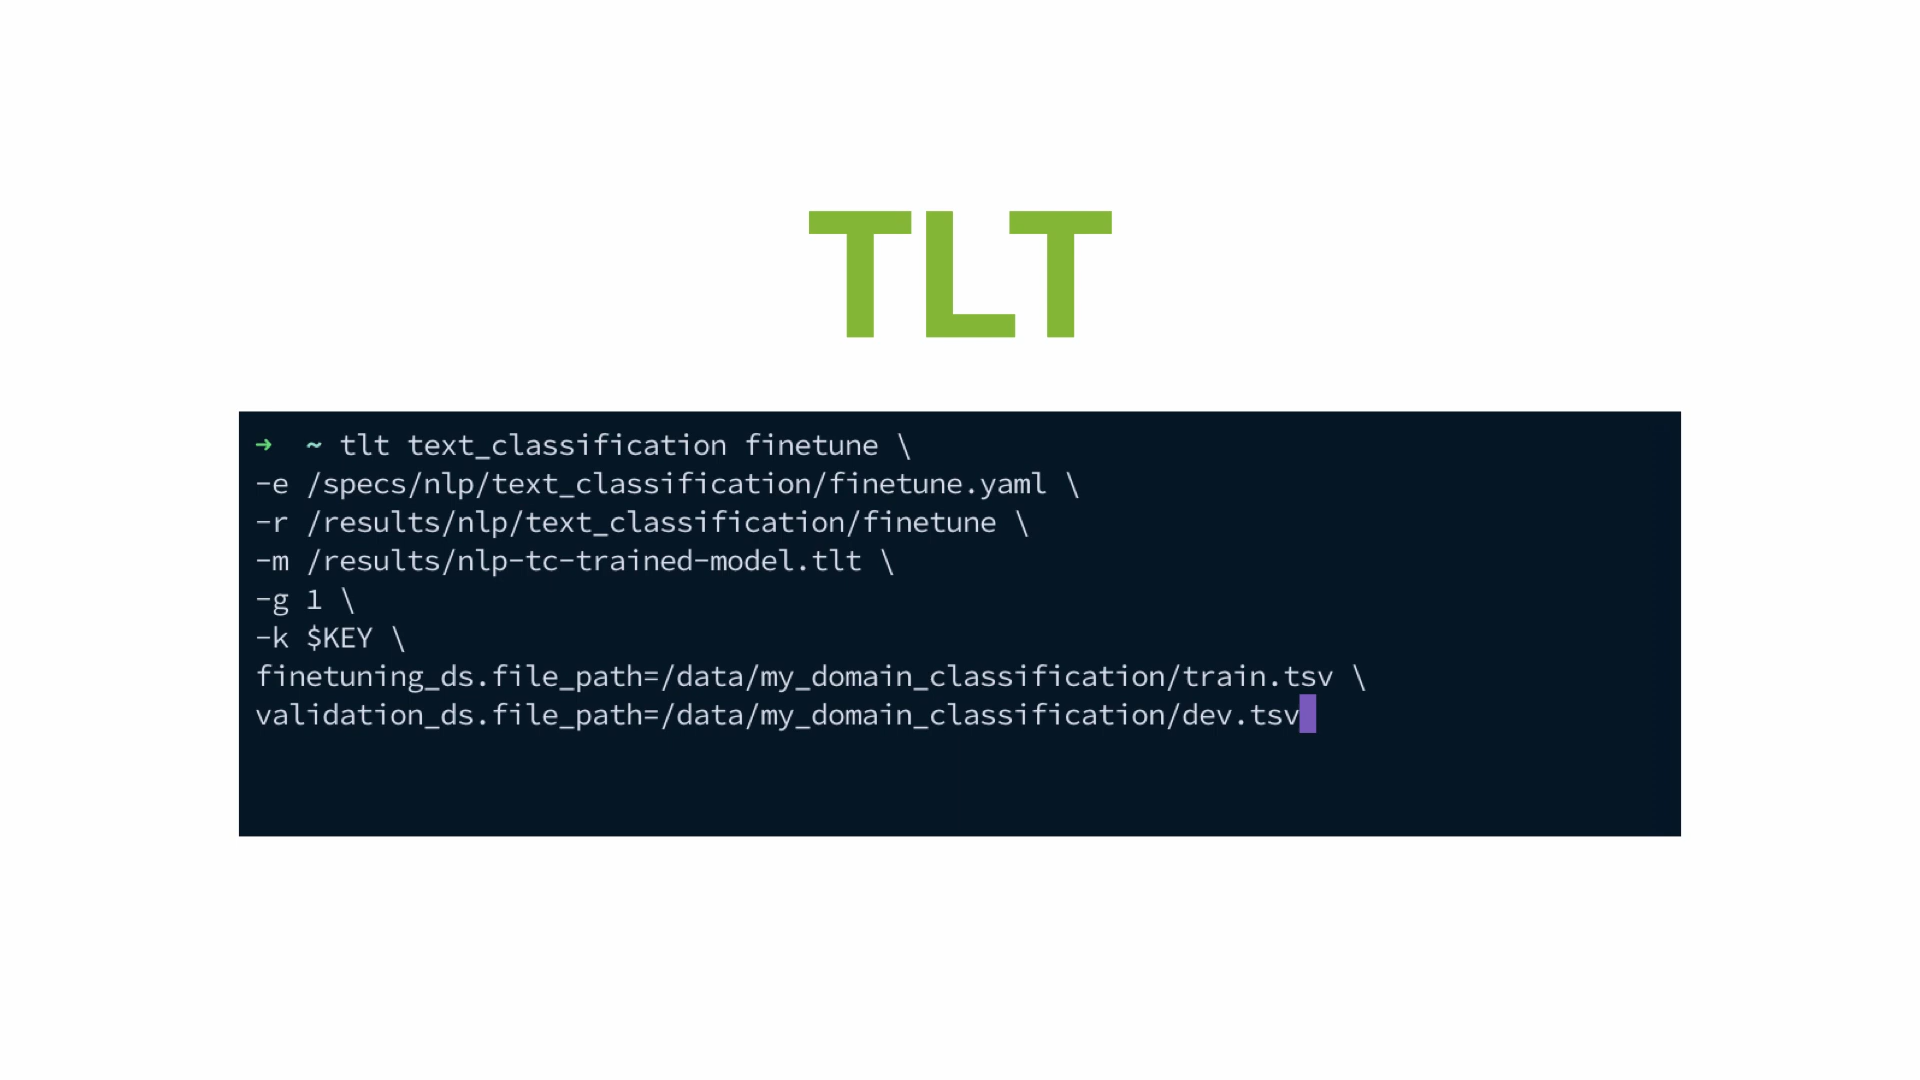 TLT
➜ ~ tlt text_classification finetune \
-e /specs/nlp/text_classification/finetune.yaml \
-r /results/nlp/text_classification/finetune \
-m /results/nlp-tc-trained-model.tlt \
-g 1 \
-k $KEY \
finetuning_ds.file_path=/data/my_domain_classification/train.tsv \
validation_ds.file_path=/data/my_domain_classification/dev.tsv